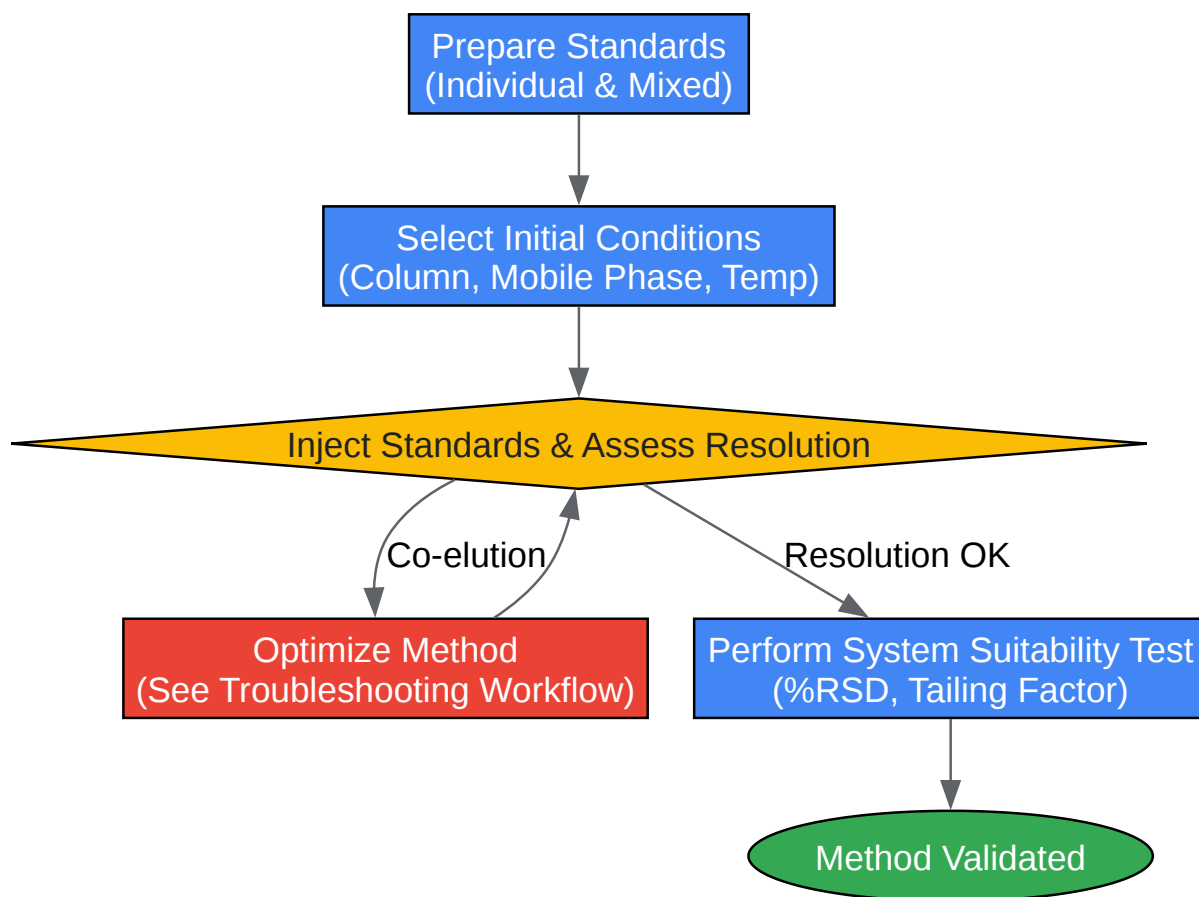 Prepare Standards
(Individual & Mixed)
Select Initial Conditions
(Column, Mobile Phase, Temp)
Inject Standards & Assess Resolution
Co-elution
Resolution OK
Optimize Method
(See Troubleshooting Workflow)
Perform System Suitability Test
(%RSD, Tailing Factor)
Method Validated